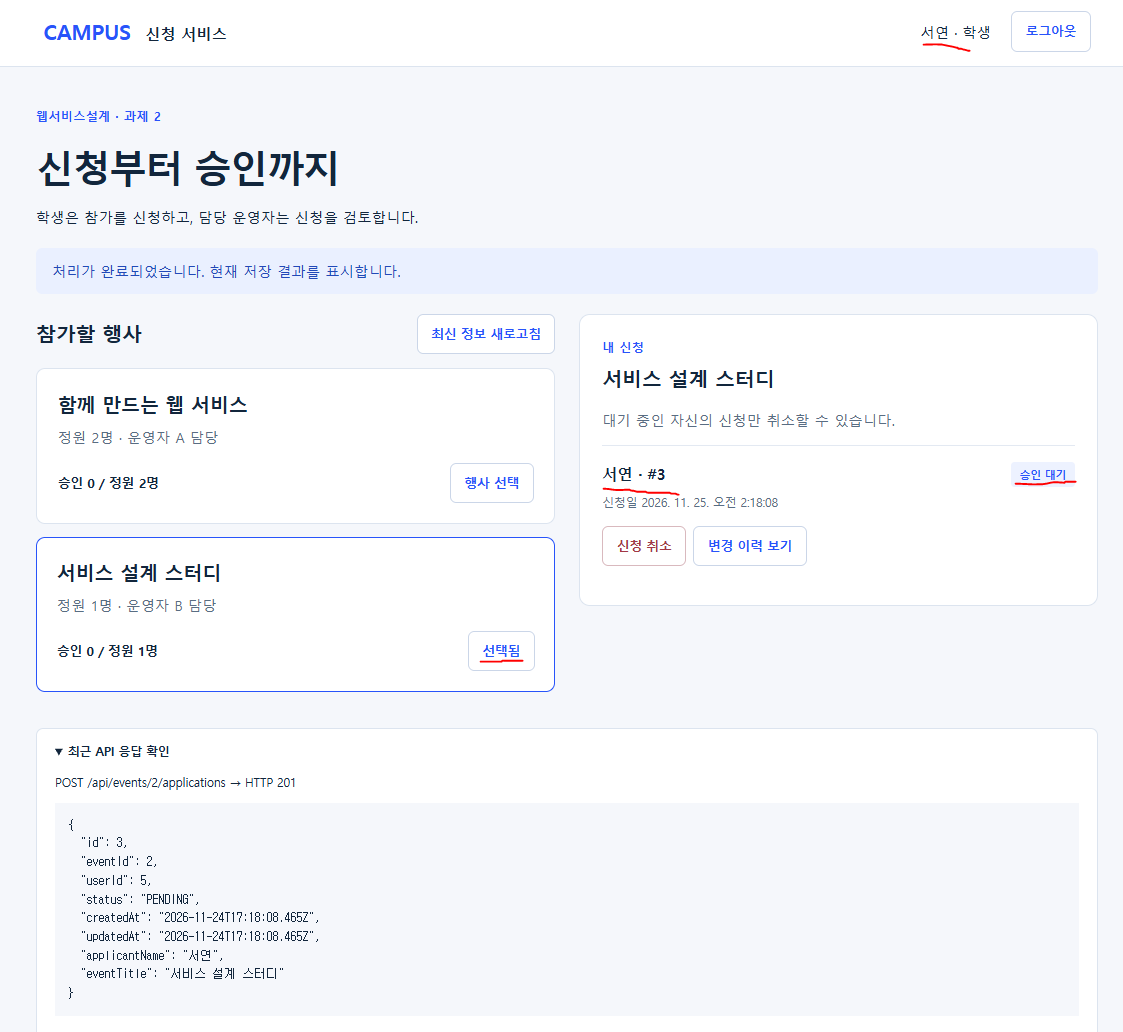 CAMPUS 신청 서비스
서연 · 학생
로그아웃
웹서비스설계 · 과제 2
신청부터 승인까지
학생은 참가를 신청하고, 담당 운영자는 신청을 검토합니다.
처리가 완료되었습니다. 현재 저장 결과를 표시합니다.
참가할 행사
최신 정보 새로고침
함께 만드는 웹 서비스
정원 2명 · 운영자 A 담당
승인 0 / 정원 2명
행사 선택
서비스 설계 스터디
정원 1명 · 운영자 B 담당
승인 0 / 정원 1명
선택됨
내 신청
서비스 설계 스터디
대기 중인 자신의 신청만 취소할 수 있습니다.
서연 · #3
승인 대기
신청일 2026. 11. 25. 오전 2:18:08
신청 취소
변경 이력 보기
▼ 최근 API 응답 확인
POST /api/events/2/applications → HTTP 201
{
"id": 3,
"eventId": 2,
"userId": 5,
"status": "PENDING",
"createdAt": "2026-11-24T17:18:08.465Z",
"updatedAt": "2026-11-24T17:18:08.465Z",
"applicantName": "서연",
"eventTitle": "서비스 설계 스터디"
}